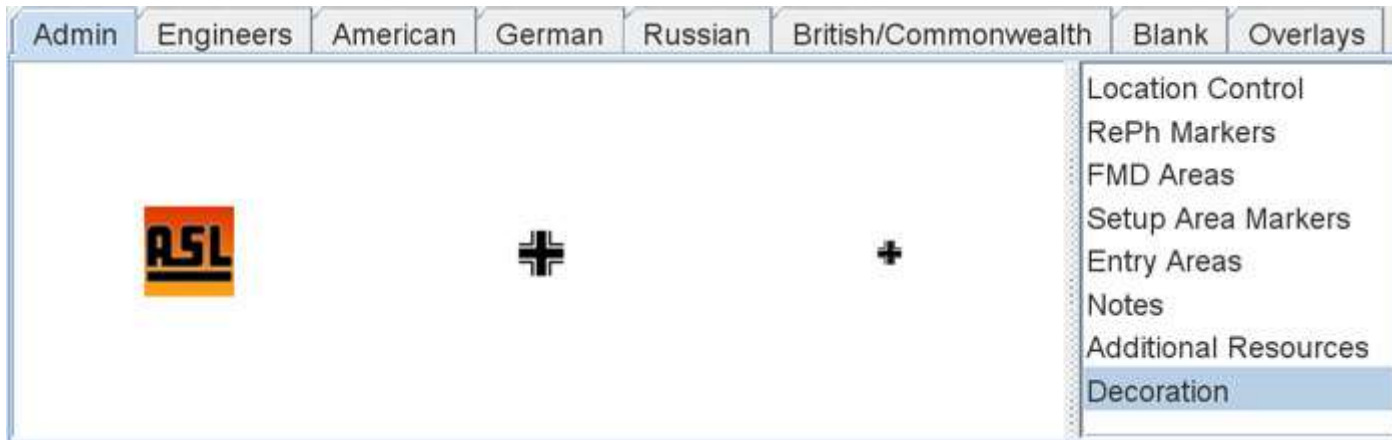 Admin Engineers American German Russian British/Commonwealth Blank Overlays
ASL
Location Control
RePh Markers
FMD Areas
Setup Area Markers
Entry Areas
Notes
Additional Resources
Decoration